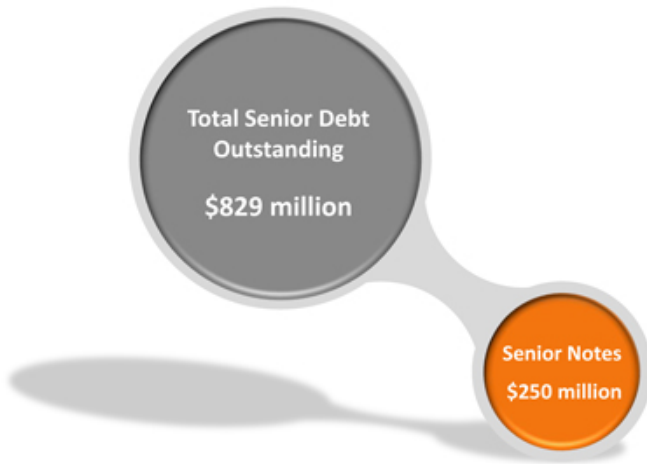 Total Senior Debt
Outstanding
$829 million
Senior Notes
$250 million